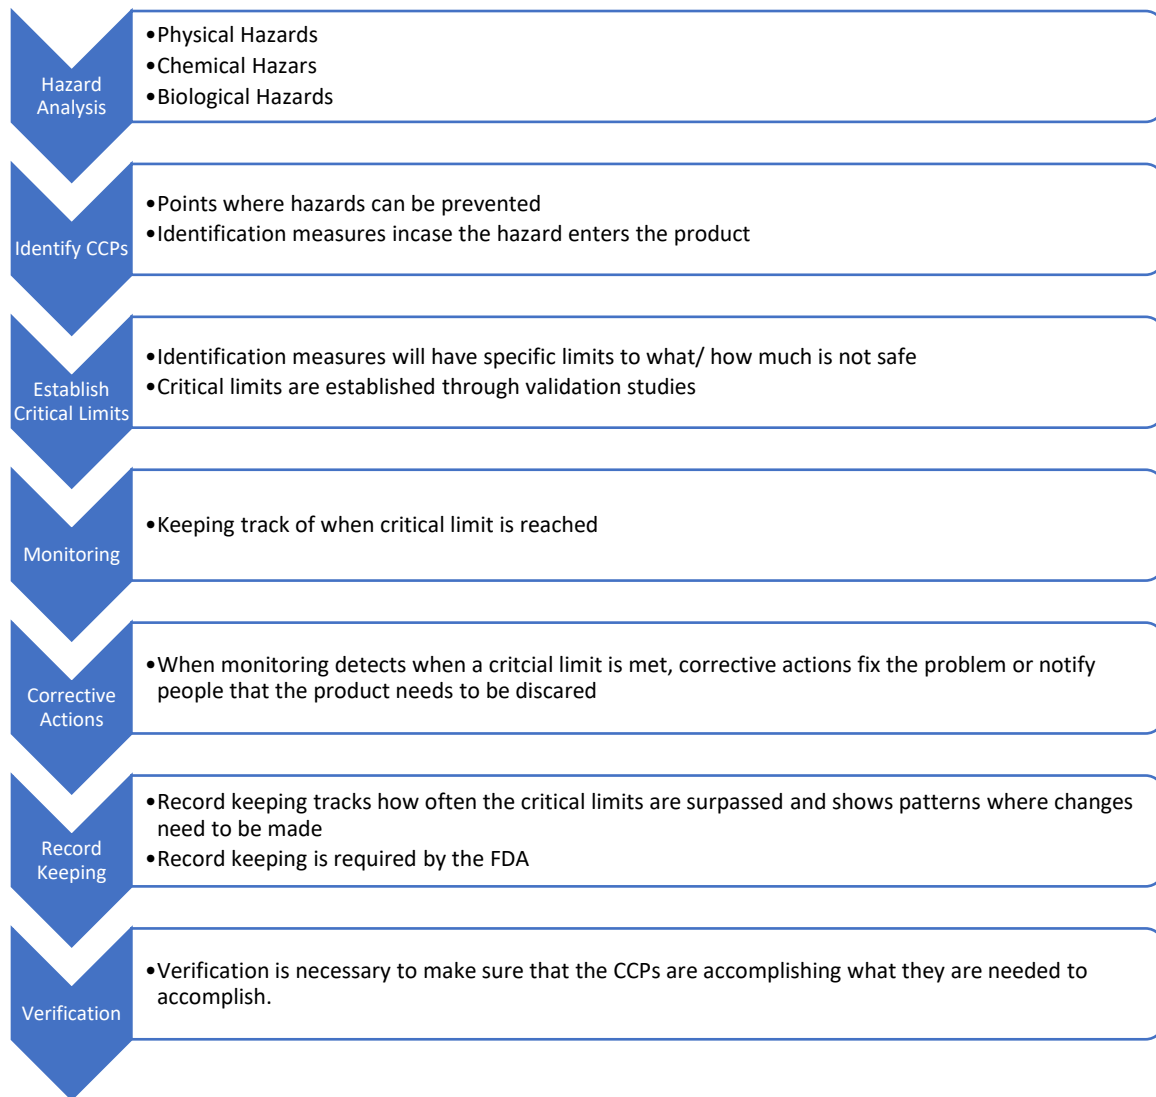 Hazard
Analysis
•Physical Hazards
•Chemical Hazars
•Biological Hazards
Identify CCPs
•Points where hazards can be prevented
•Identification measures incase the hazard enters the product
Establish
Critical Limits
•Identification measures will have specific limits to what/ how much is not safe
•Critical limits are established through validation studies
Monitoring
•Keeping track of when critical limit is reached
Corrective
Actions
•When monitoring detects when a critcial limit is met, corrective actions fix the problem or notify
people that the product needs to be discared
Record
Keeping
•Record keeping tracks how often the critical limits are surpassed and shows patterns where changes
need to be made
•Record keeping is required by the FDA
Verification
•Verification is necessary to make sure that the CCPs are accomplishing what they are needed to
accomplish.